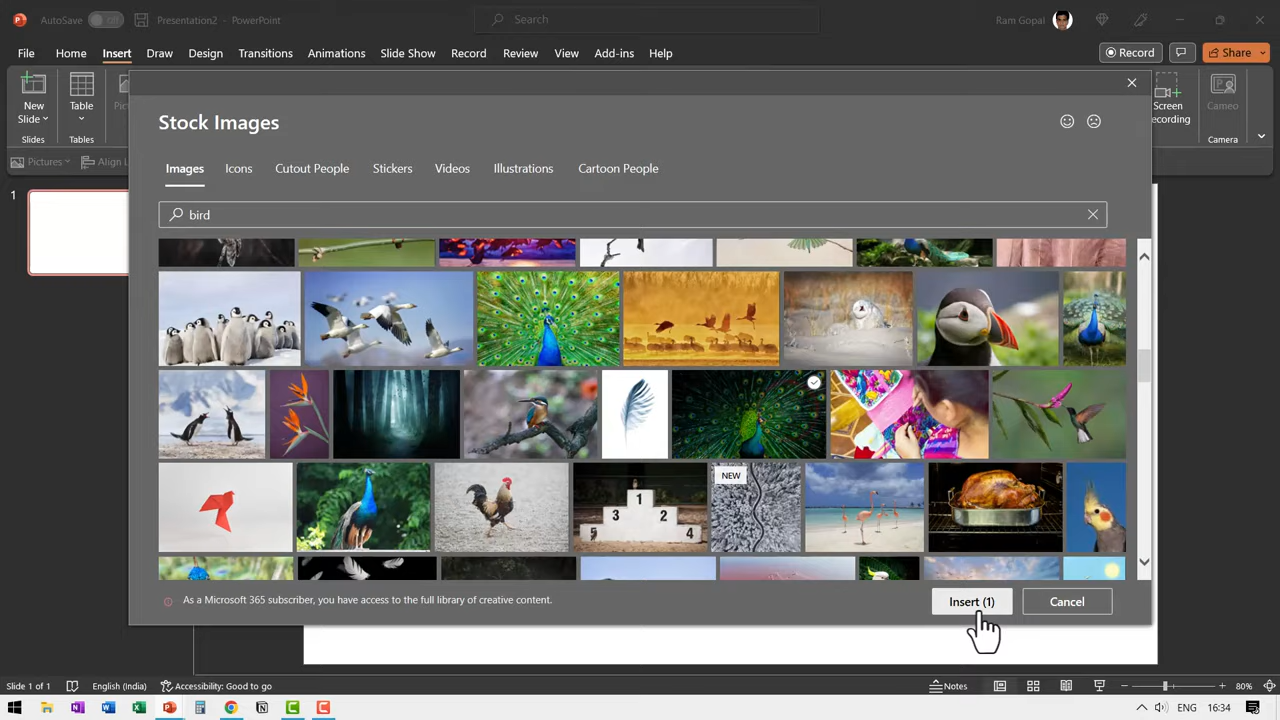 AutoSave Off Presentation2 - PowerPoint Search Ram Gopal
File Home Insert Draw Design Transitions Animations Slide Show Record Review View Add-ins Help Record Share
New
Slide
Slides
Table
Tables
Screen
ecording
Cameo
Camera
Pictures Align L
Stock Images
Images Icons Cutout People Stickers Videos Illustrations Cartoon People
bird
NEW
1
3 2
5 4
As a Microsoft 365 subscriber, you have access to the full library of creative content.
Insert (1) Cancel
1
Slide 1 of 1 English (India) Accessibility: Good to go Notes 80%
ENG 16:34